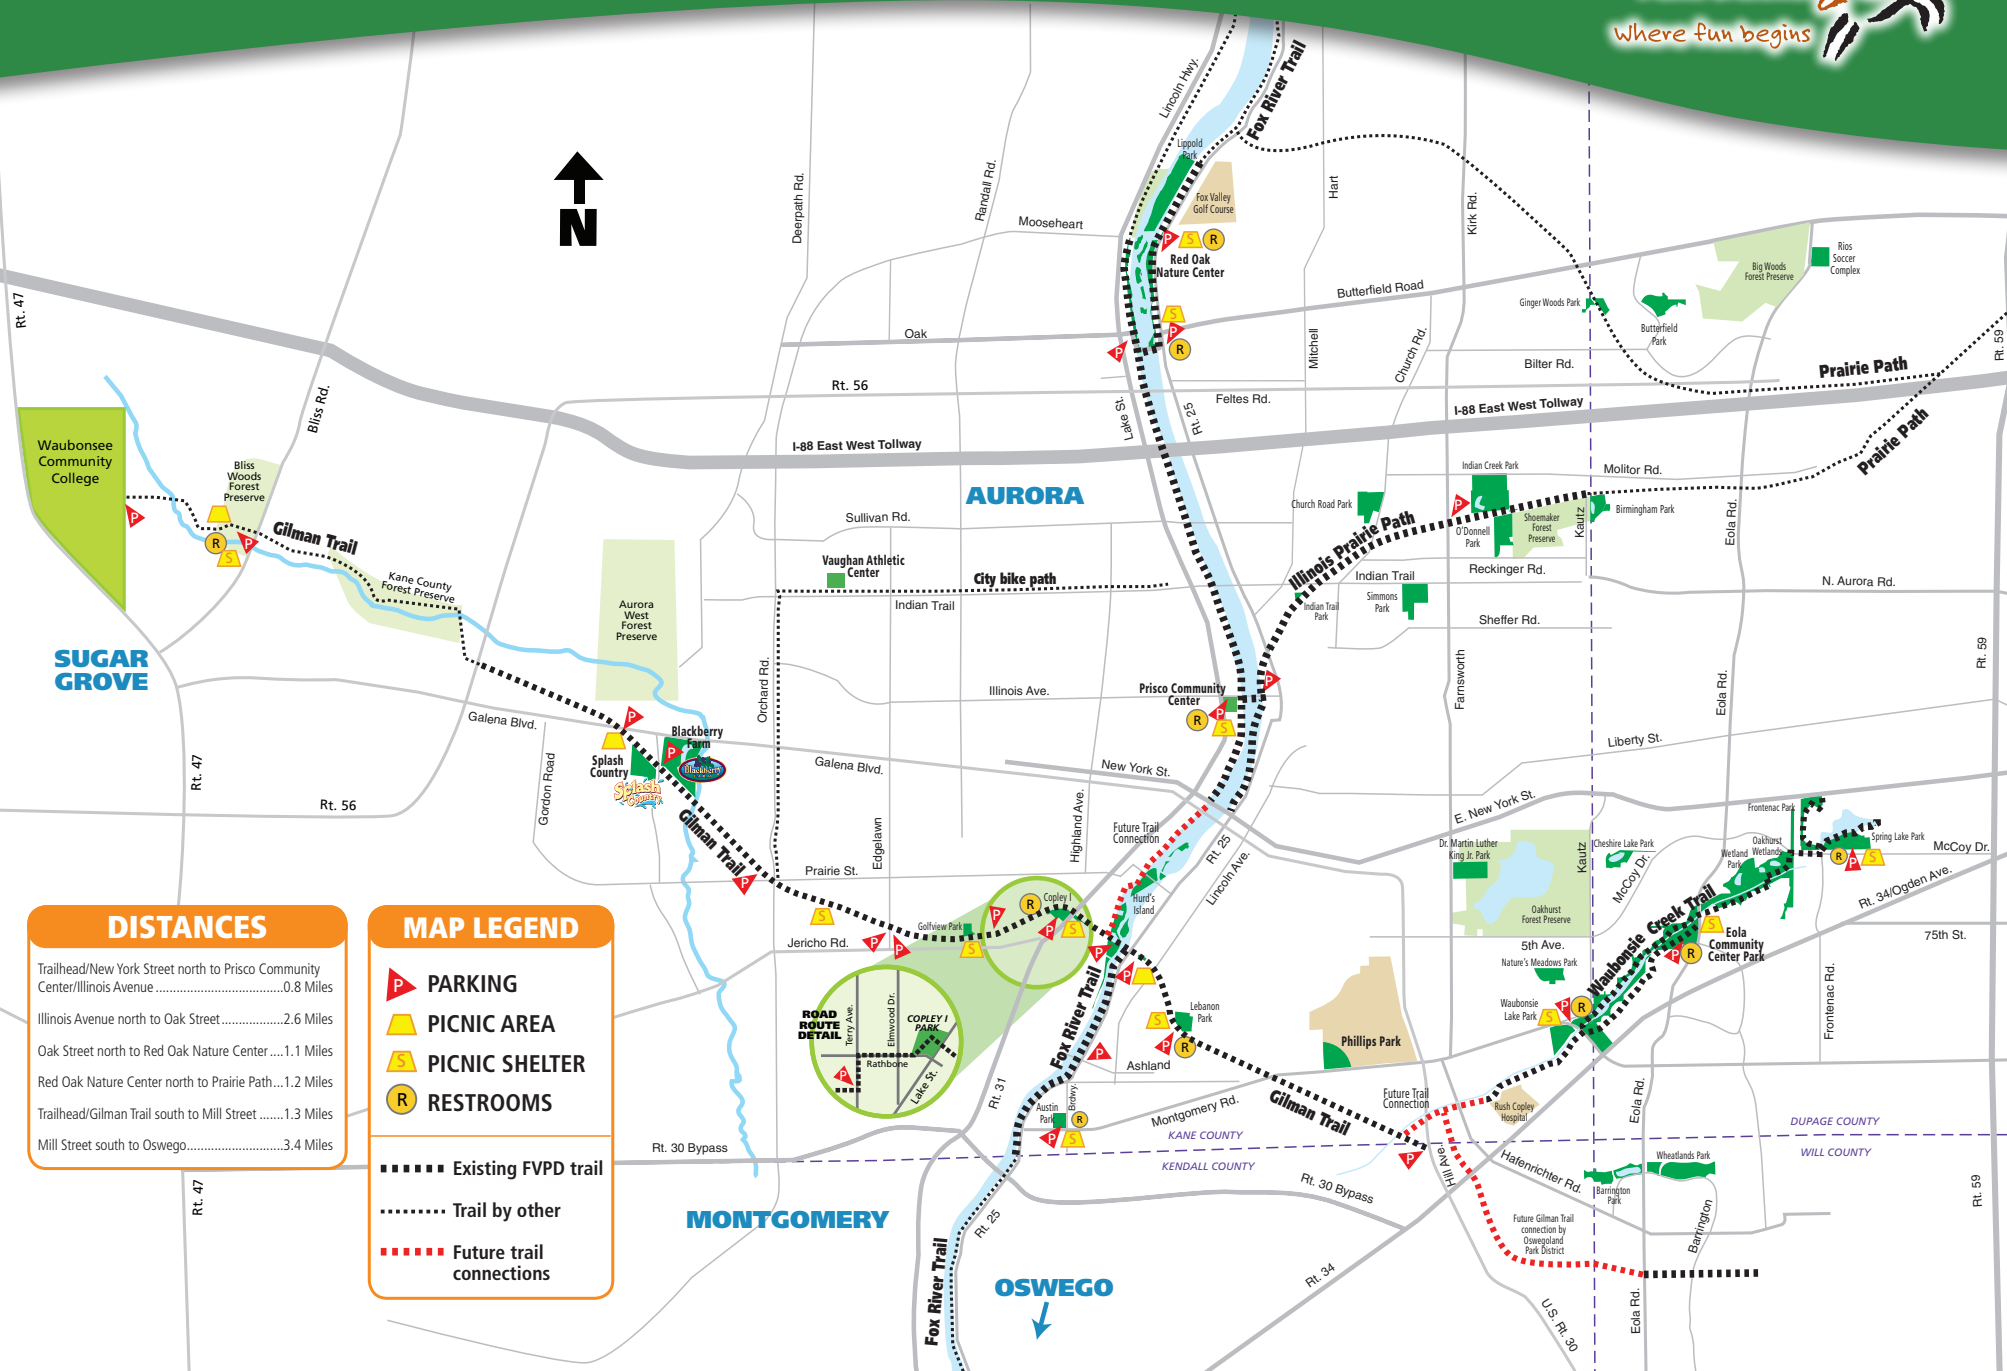 Where fun begins
Lincoln Hwy.
Fox River Trail
Lippold
Park
Fox Valley
Golf Course
Deerpath Rd.
Randall Rd.
Mooseheart
Hart
Kirk Rd.
N
Red Oak
Nature Center
P
S
R
Rios
Soccer
Complex
Big Woods
Forest Preserve
Butterfield Road
Ginger Woods Park
Butterfield
Park
Rt. 47
Oak
S
P
R
P
Mitchell
Church Rd.
Bilter Rd.
Rt. 59
Prairie Path
Rt. 56
Feltes Rd.
Lake St.
Rt. 25
I-88 East West Tollway
I-88 East West Tollway
Bliss Rd.
Waubonsee
Community
College
Bliss
Woods
Forest
Preserve
Prairie Path
Indian Creek Park
Molitor Rd.
AURORA
Church Road Park
P
Birmingham Park
Sullivan Rd.
Illinois Prairie Path
O'Donnell
Park
Shoemaker
Forest
Preserve
Kautz
Eola Rd.
P
R
S
P
Gilman Trail
Vaughan Athletic
Center
City bike path
Kane County
Forest Preserve
Indian Trail
Reckinger Rd.
N. Aurora Rd.
Indian Trail
Simmons
Park
Indian Trail
Park
Sheffer Rd.
Aurora
West
Forest
Preserve
SUGAR
GROVE
Rt. 59
Orchard Rd.
Farnsworth
Eola Rd.
Illinois Ave.
Prisco Community
Center
P
P
R
S
Galena Blvd.
P
Blackberry
Farm
P
Blackberry
Splash
Country
Splash
Country
Rt. 47
Gordon Road
Galena Blvd.
New York St.
Liberty St.
Rt. 56
Gilman Trail
Edgelawn
Highland Ave.
Future Trail
Connection
Rt. 25
Lincoln Ave.
E. New York St.
Frontenac Park
Spring Lake Park
Dr. Martin Luther
King Jr. Park
Kautz
Cheshire Lake Park
McCoy Dr.
Wetland
Park
Oakhurst
Wetlands
R
P
S
McCoy Dr.
Prairie St.
P
Rt. 34/Ogden Ave.
DISTANCES
Trailhead/New York Street north to Prisco Community
Center/Illinois Avenue...................................0.8 Miles
Illinois Avenue north to Oak Street.................2.6 Miles
Oak Street north to Red Oak Nature Center....1.1 Miles
Red Oak Nature Center north to Prairie Path...1.2 Miles
Trailhead/Gilman Trail south to Mill Street .......1.3 Miles
Mill Street south to Oswego...........................3.4 Miles
MAP LEGEND
P PARKING
PICNIC AREA
S PICNIC SHELTER
R RESTROOMS
Existing FVPD trail
Trail by other
Future trail
connections
S
Golfview Park
P
R
Copley I
P
S
Hurd's
Island
Oakhurst
Forest Preserve
Waubonsie Creek Trail
S
Eola
Community
Center Park
P
R
Jericho Rd.
P
P
S
P
5th Ave.
75th St.
Nature's Meadows Park
P
Waubonsie
Lake Park
P
R
S
Frontenac Rd.
ROAD
ROUTE
DETAIL
Terry Ave.
Elmwood Dr.
COPLEY I
PARK
Rathbone
P
Lake St.
Fox River Trail
S
Lebanon
Park
P
R
P
Ashland
Phillips Park
Rt. 31
Future Trail
Connection
Rush Copley
Hospital
Eola Rd.
Austin
Park
Brdwy.
R
P
S
Montgomery Rd.
Gilman Trail
KANE COUNTY
DUPAGE COUNTY
Rt. 30 Bypass
KENDALL COUNTY
P
Hill Ave.
WILL COUNTY
Hafenrichter Rd.
Wheatlands Park
Barrington
Park
Rt. 47
Rt. 30 Bypass
Rt. 59
MONTGOMERY
Rt. 25
Future Gilman Trail
connection by
Oswegoland
Park District
Barrington
Fox River Trail
OSWEGO
Rt. 34
U.S. Rt. 30
Eola Rd.